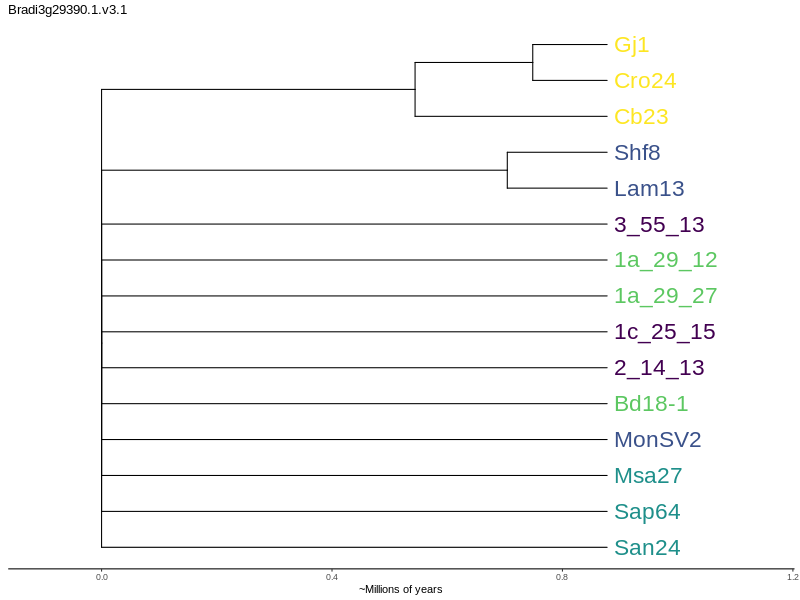 Bradi3g29390.1.v3.1
Gj1
Cro24
Cb23
Shf8
Lam13
3_55_13
1a_29_12
1a_29_27
1c_25_15
2_14_13
Bd18-1
MonSV2
Msa27
Sap64
San24
0.0 0.4 0.8 1.2
~Millions of years